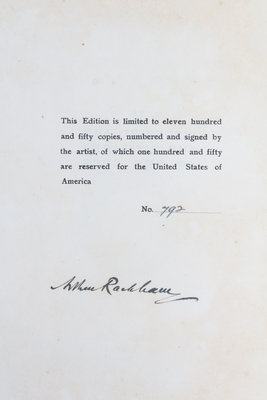 This Edition is limited to eleven hundred
and fifty copies, numbered and signed by
the artist, of which one hundred and fifty
are reserved for the United States of
America
No. 792
Arthur Rackham